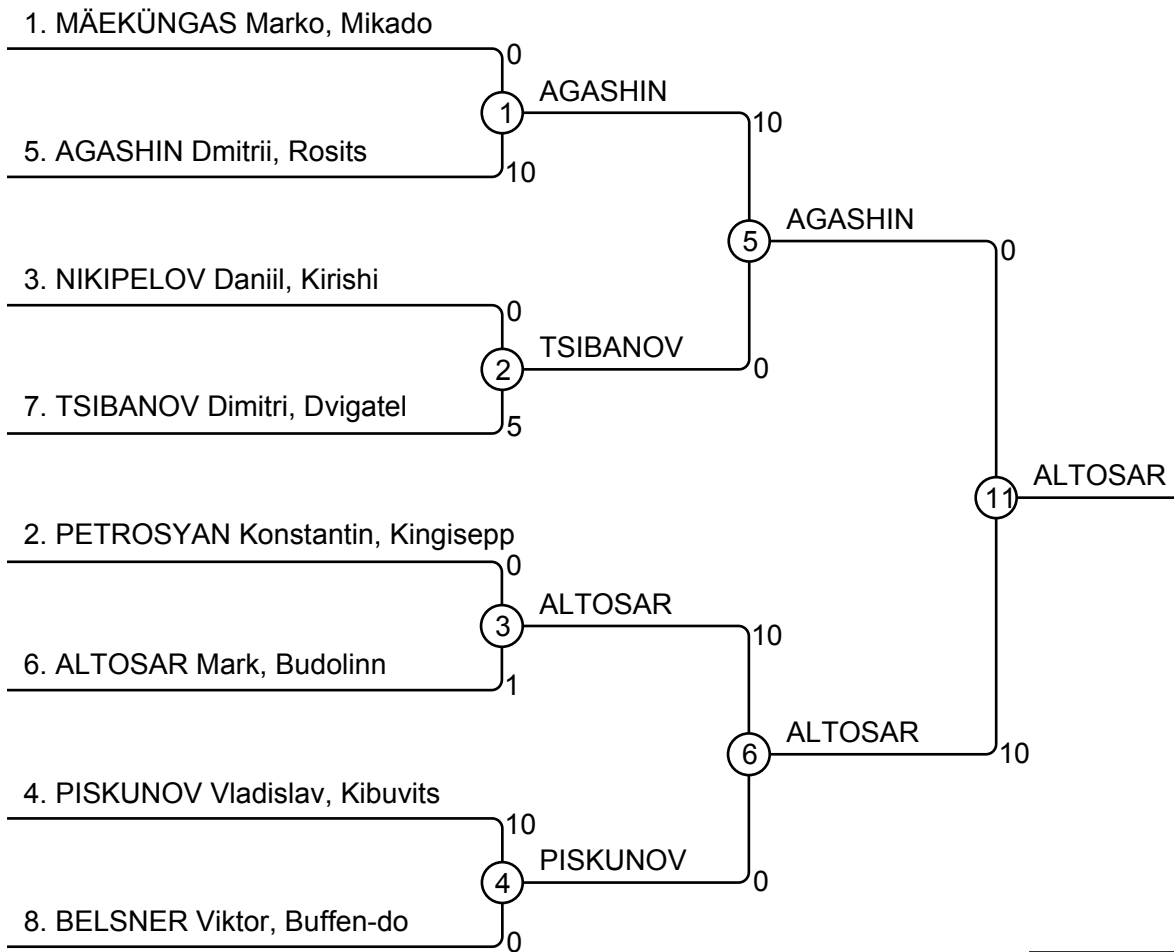 1. MÄEKÜNGAS Marko, Mikado
0
1
AGASHIN
10
5. AGASHIN Dmitrii, Rosits
10
5
AGASHIN
0
3. NIKIPELOV Daniil, Kirishi
0
2
TSIBANOV
0
7. TSIBANOV Dimitri, Dvigatel
5
11
ALTOSAR
2. PETROSYAN Konstantin, Kingisepp
0
3
ALTOSAR
10
6. ALTOSAR Mark, Budolinn
1
6
ALTOSAR
10
4. PISKUNOV Vladislav, Kibuvits
10
4
PISKUNOV
0
8. BELSNER Viktor, Buffen-do
0